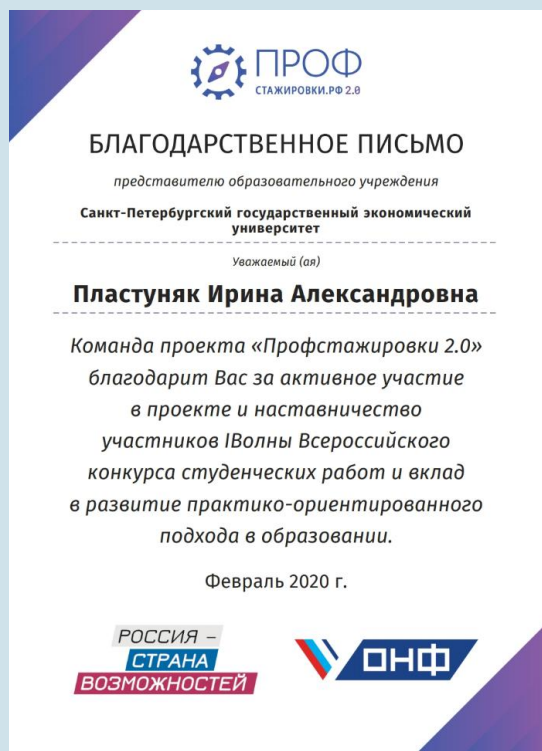 ПРОФ
СТАЖИРОВКИ.РФ 2.0
БЛАГОДАРСТВЕННОЕ ПИСЬМО
представителю образовательного учреждения
Санкт-Петербургский государственный экономический
университет
Уважаемый (ая)
Пластуняк Ирина Александровна
Команда проекта «Профстажировки 2.0»
благодарит Вас за активное участие
в проекте и наставничество
участников IВолны Всероссийского
конкурса студенческих работ и вклад
в развитие практико-ориентированного
подхода в образовании.
Февраль 2020 г.
РОССИЯ –
СТРАНА
ВОЗМОЖНОСТЕЙ
ОНФ